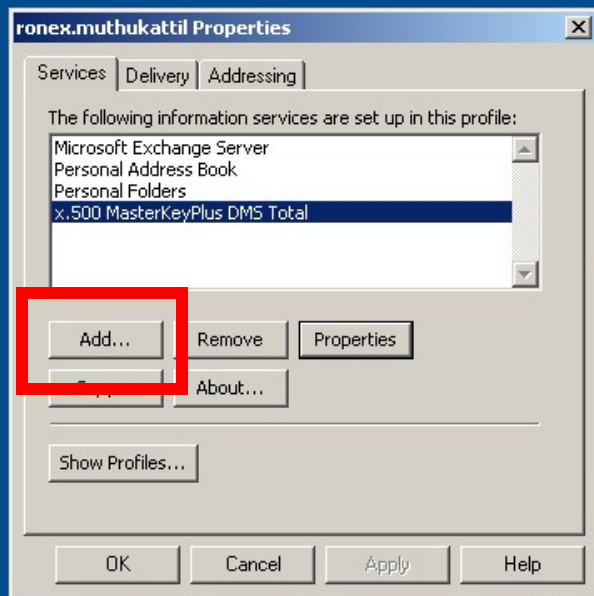 ronex.muthukattil Properties
Services Delivery Addressing
The following information services are set up in this profile:
Microsoft Exchange Server
Personal Address Book
Personal Folders
x.500 MasterKeyPlus DMS Total
Add... Remove Properties
About...
Show Profiles...
OK Cancel Apply Help